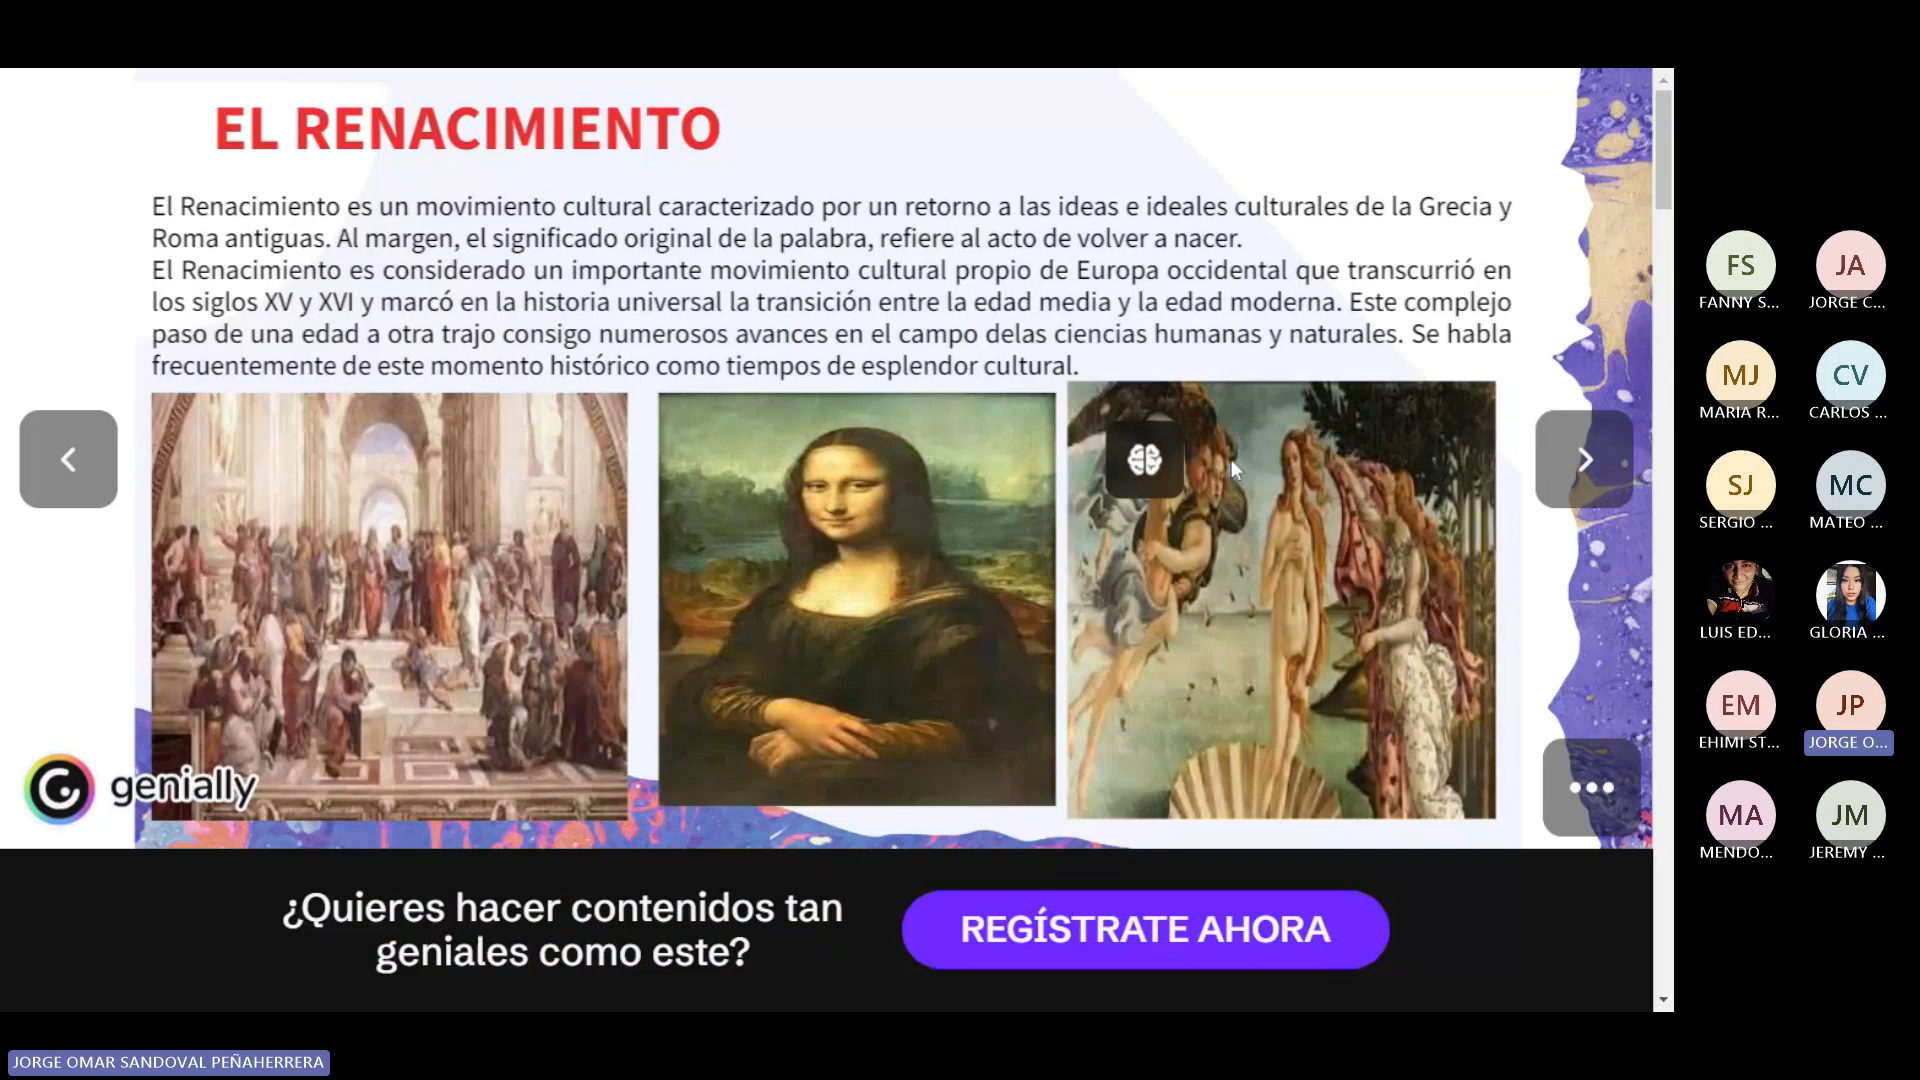 EL RENACIMIENTO
El Renacimiento es un movimiento cultural caracterizado por un retorno a las ideas e ideales culturales de la Grecia y
Roma antiguas. Al margen, el significado original de la palabra, refiere al acto de volver a nacer.
El Renacimiento es considerado un importante movimiento cultural propio de Europa occidental que transcurrió en
los siglos XV y XVI y marcó en la historia universal la transición entre la edad media y la edad moderna. Este complejo
paso de una edad a otra trajo consigo numerosos avances en el campo delas ciencias humanas y naturales. Se habla
frecuentemente de este momento histórico como tiempos de esplendor cultural.
genially
¿Quieres hacer contenidos tan
geniales como este?
REGÍSTRATE AHORA
FS JA
FANNY S... JORGE C...
MJ CV
MARIA R... CARLOS ...
SJ MC
SERGIO ... MATEO ...
LUIS ED... GLORIA ...
EM JP
EHIMI ST... JORGE O...
MA JM
MENDO... JEREMY ...
JORGE OMAR SANDOVAL PEÑAHERRERA